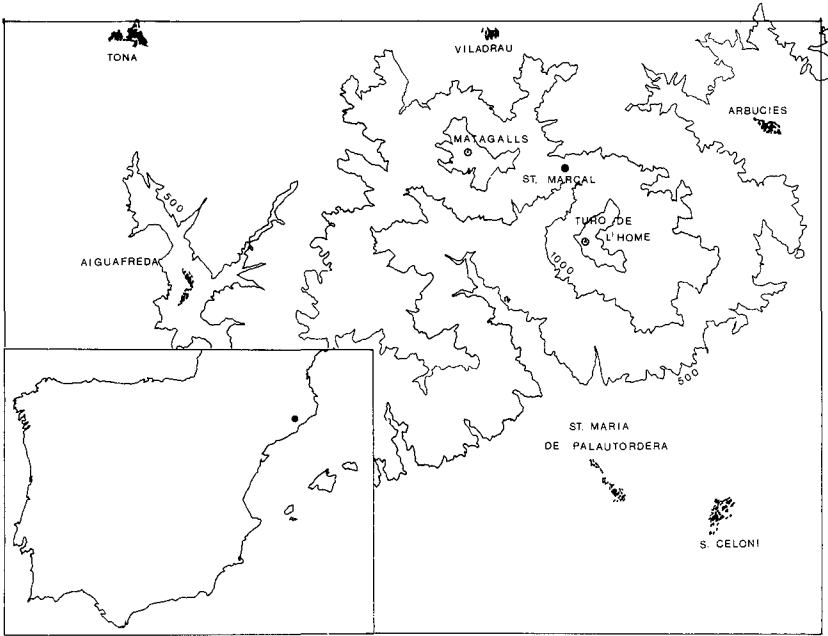 TONA
VILADRAU
ARBUCIES
MATAGALLS
ST. MARÇAL
500
TURO DE
L'HOME
AIGUAFREDA
1000
500
ST. MARIA
DE PALAUTORDERA
S. CELONI